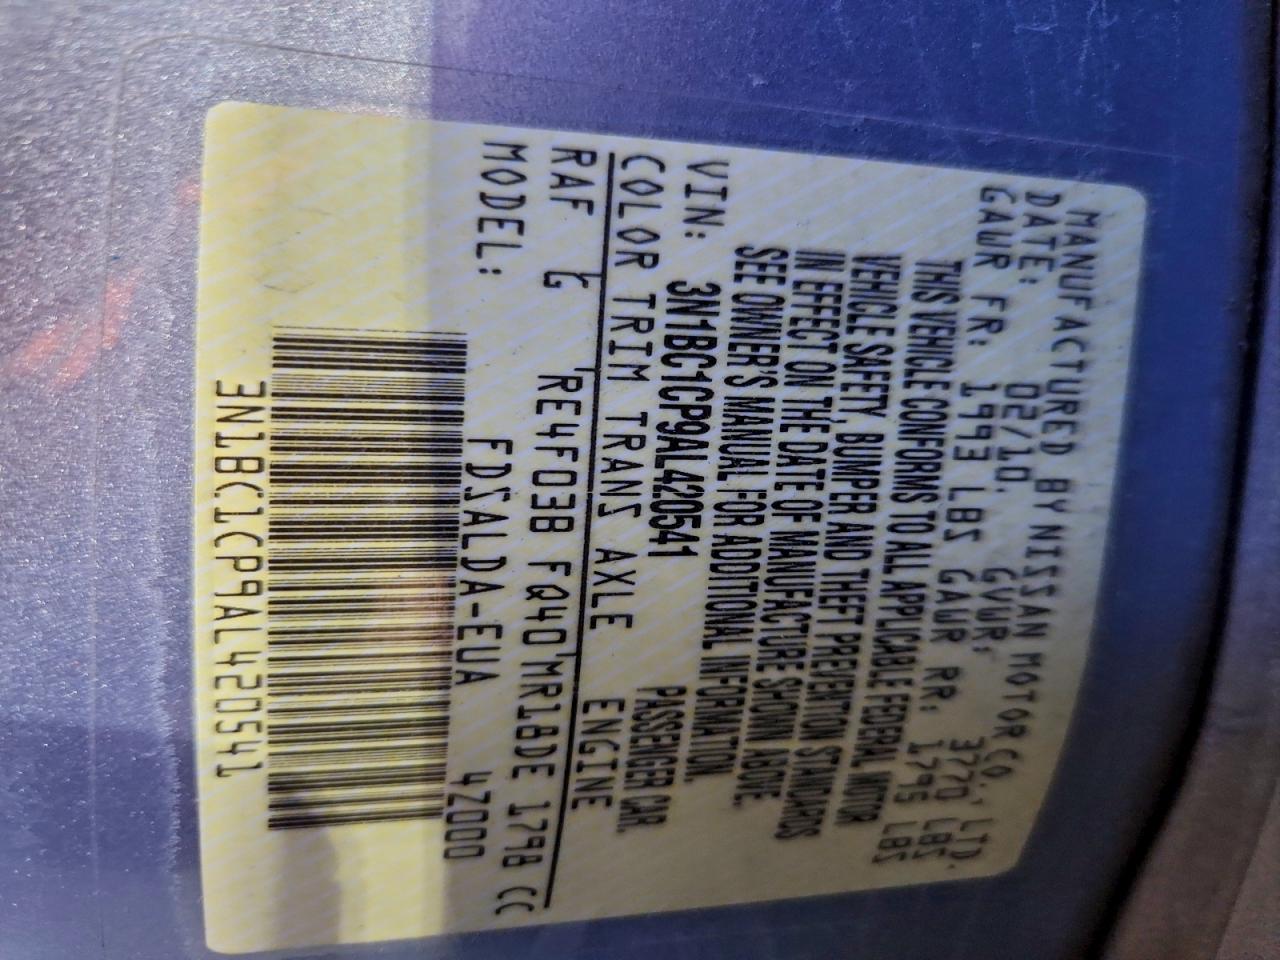 MANUFACTURED BY NISSAN MOTOR CO., LTD.
DATE: 02/10. GVWR: 3770 LBS
GAWR FR: 1993 LBS GAWR RR: 1795 LBS
THIS VEHICLE CONFORMS TO ALL APPLICABLE FEDERAL MOTOR
VEHICLE SAFETY, BUMPER AND THEFT PREVENTION STANDARDS
IN EFFECT ON THE DATE OF MANUFACTURE SHOWN ABOVE.
SEE OWNER'S MANUAL FOR ADDITIONAL INFORMATION.
VIN: 3N1BC1CP9AL420541 PASSENGER CAR.
COLOR TRIM TRANS AXLE ENGINE
RAF G RE4F03B FQ40 MR18DE 1798 CC
MODEL: FDSALDA-EUA 4Z000
3N1BC1CP9AL420541